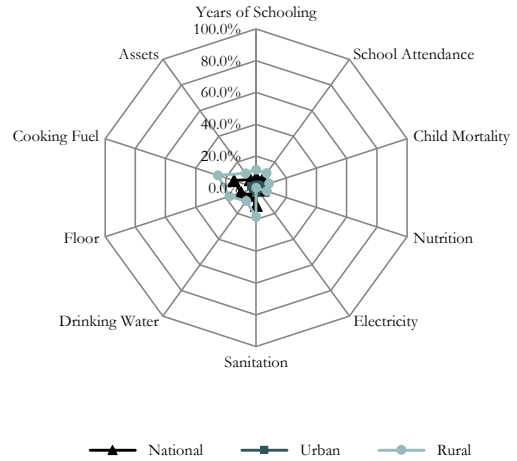 Years of Schooling
100.0%
Assets
School Attendance
80.0%
60.0%
40.0%
Cooking Fuel
Child Mortality
20.0%
0.0%
Floor
Nutrition
Drinking Water
Electricity
Sanitation
National Urban Rural